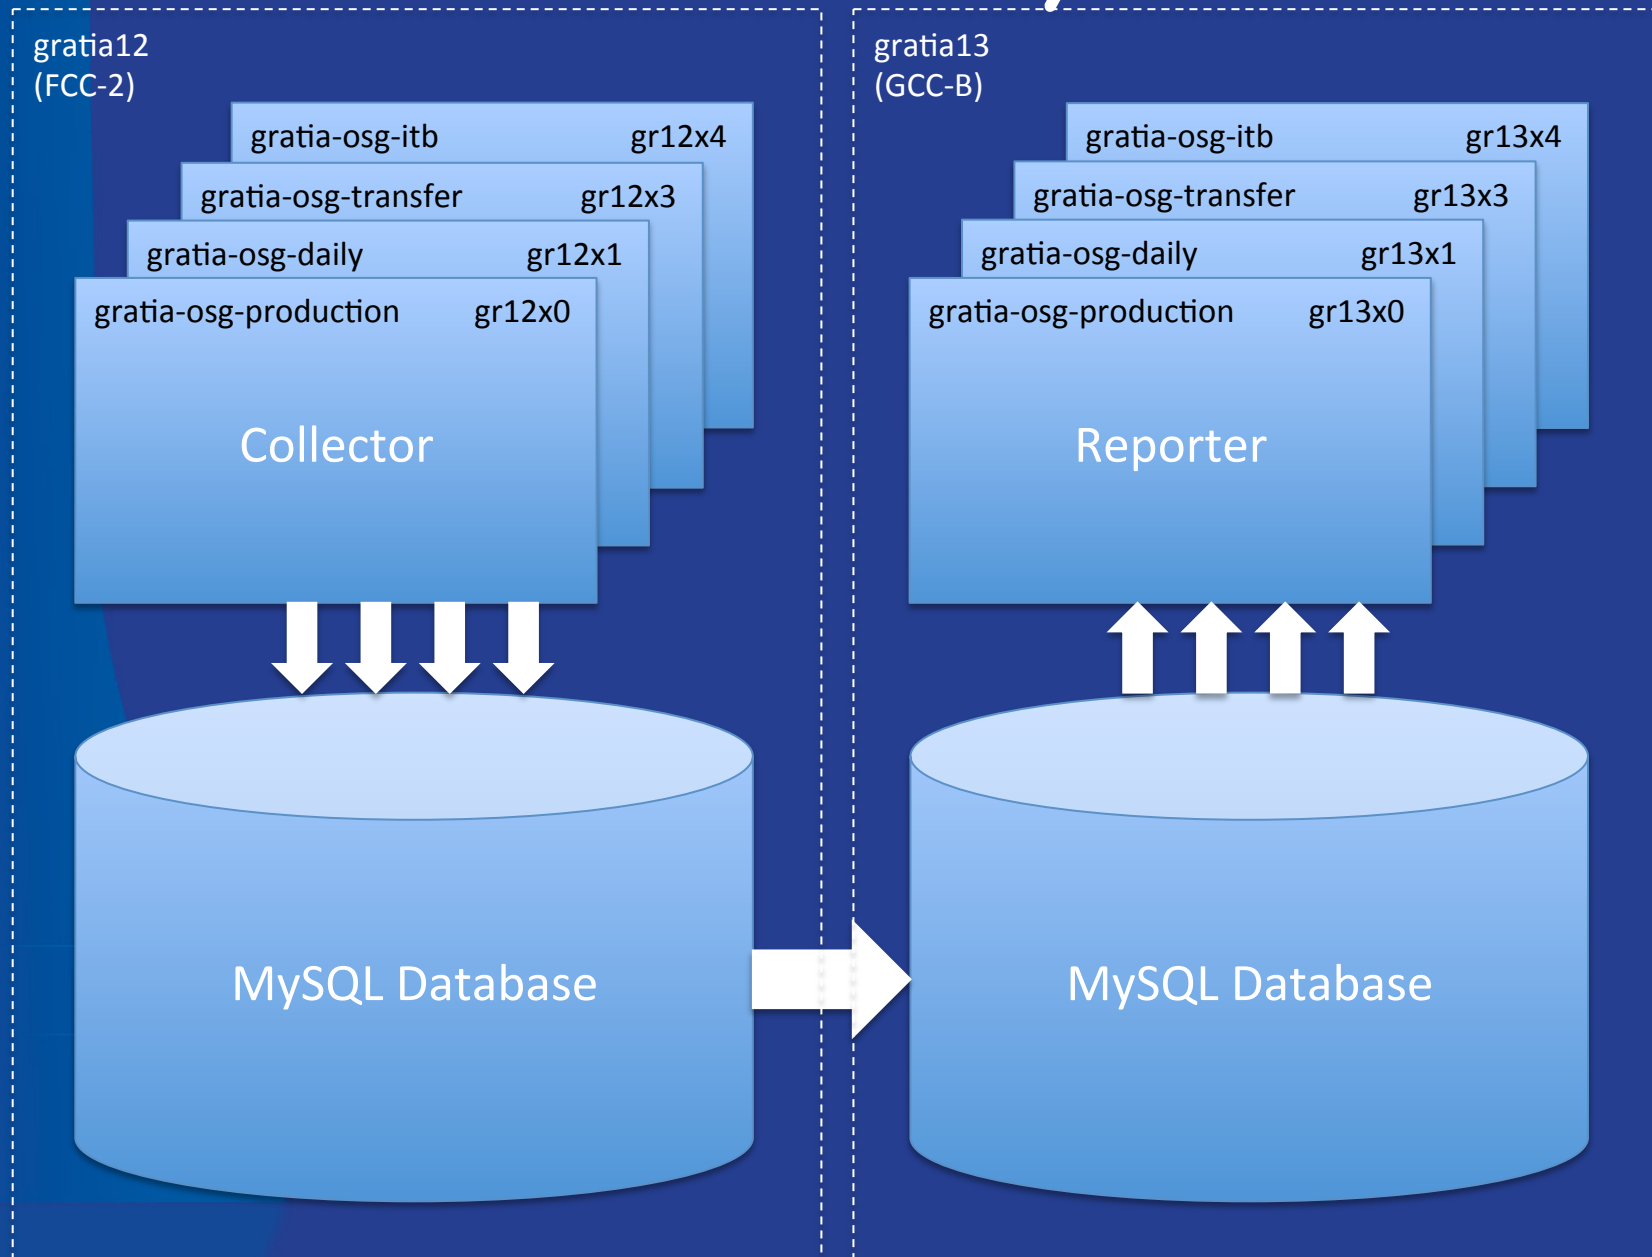 gratia12
(FCC-2)
gratia-osg-itb gr12x4
gratia-osg-transfer gr12x3
gratia-osg-daily gr12x1
gratia-osg-production gr12x0
Collector
MySQL Database
gratia13
(GCC-B)
gratia-osg-itb gr13x4
gratia-osg-transfer gr13x3
gratia-osg-daily gr13x1
gratia-osg-production gr13x0
Reporter
MySQL Database